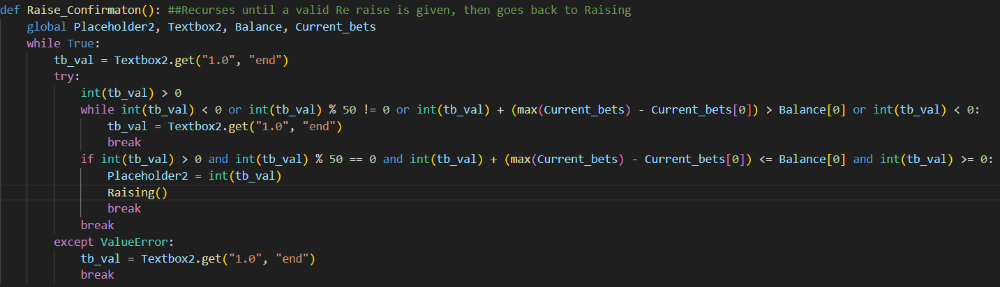 def Raise_Confirmaton(): ##Recurses until a valid Re raise is given, then goes back to Raising
    global Placeholder2, Textbox2, Balance, Current_bets
    while True:
        tb_val = Textbox2.get("1.0", "end")
        try:
            int(tb_val) > 0
            while int(tb_val) < 0 or int(tb_val) % 50 != 0 or int(tb_val) + (max(Current_bets) - Current_bets[0]) > Balance[0] or int(tb_val) < 0:
                tb_val = Textbox2.get("1.0", "end")
                break
            if int(tb_val) > 0 and int(tb_val) % 50 == 0 and int(tb_val) + (max(Current_bets) - Current_bets[0]) <= Balance[0] and int(tb_val) >= 0:
                Placeholder2 = int(tb_val)
                Raising()
                break
            break
        except ValueError:
            tb_val = Textbox2.get("1.0", "end")
            break